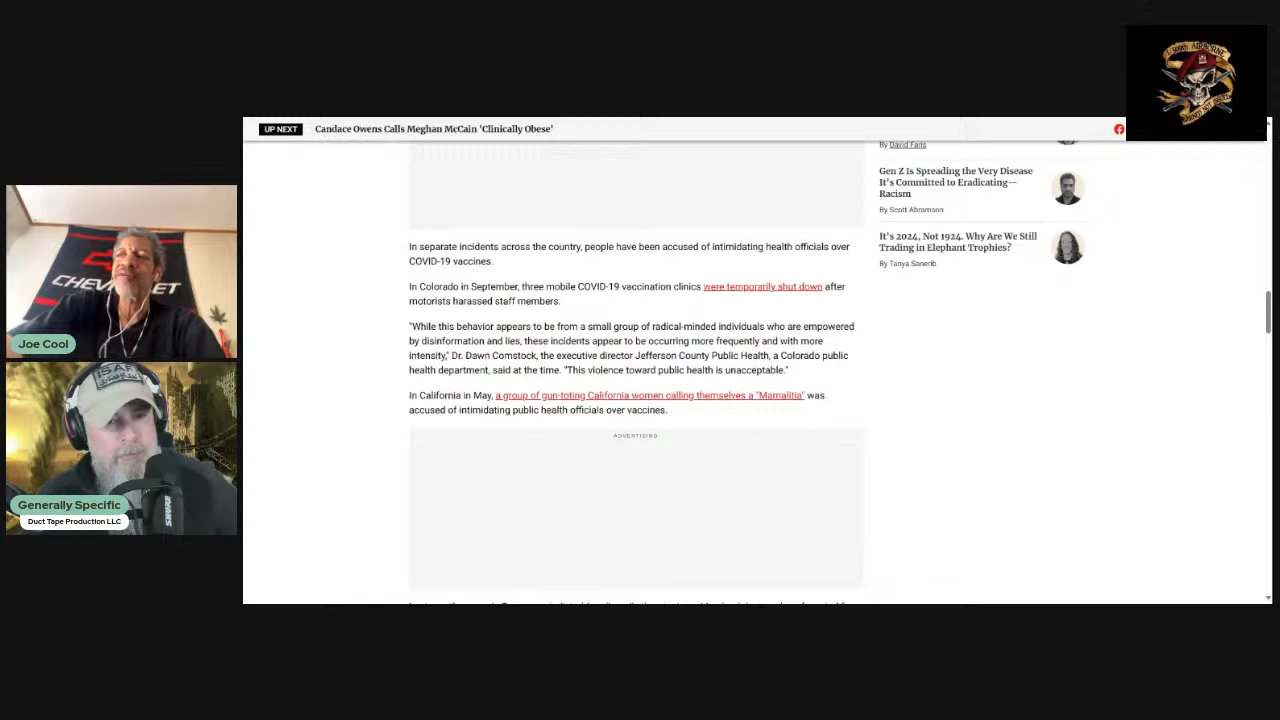 UP NEXT
Candace Owens Calls Meghan McCain 'Clinically Obese'
In separate incidents across the country, people have been accused of intimidating health officials over
COVID-19 vaccines.
In Colorado in September, three mobile COVID-19 vaccination clinics were temporarily shut down after
motorists harassed staff members.
"While this behavior appears to be from a small group of radical-minded individuals who are empowered
by disinformation and lies, these incidents appear to be occurring more frequently and with more
intensity," Dr. Dawn Comstock, the executive director Jefferson County Public Health, a Colorado public
health department, said at the time. "This violence toward public health is unacceptable."
In California in May, a group of gun-toting California women calling themselves a "Mamalitia" was
accused of intimidating public health officials over vaccines.
ADVERTISING
By David Faris
Gen Z Is Spreading the Very Disease
It's Committed to Eradicating—
Racism
By Scott Abramson
It's 2024, Not 1924. Why Are We Still
Trading in Elephant Trophies?
By Tanya Sanerib
CHEVROLET
Joe Cool
SHURE
Generally Specific
Duct Tape Production LLC
AIRBORNE